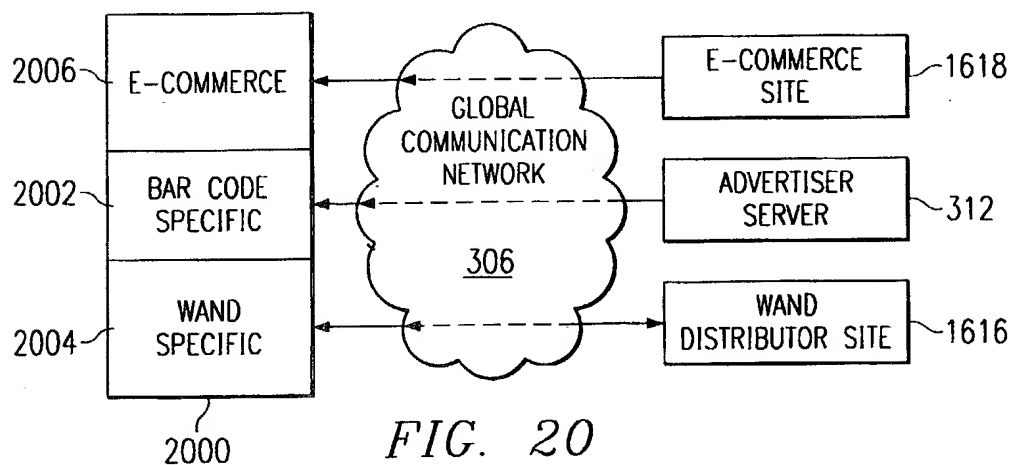 2006
E-COMMERCE
2002
BAR CODE
SPECIFIC
2004
WAND
SPECIFIC
2000
GLOBAL
COMMUNICATION
NETWORK
306
E-COMMERCE
SITE
1618
ADVERTISER
SERVER
312
WAND
DISTRIBUTOR SITE
1616
FIG. 20